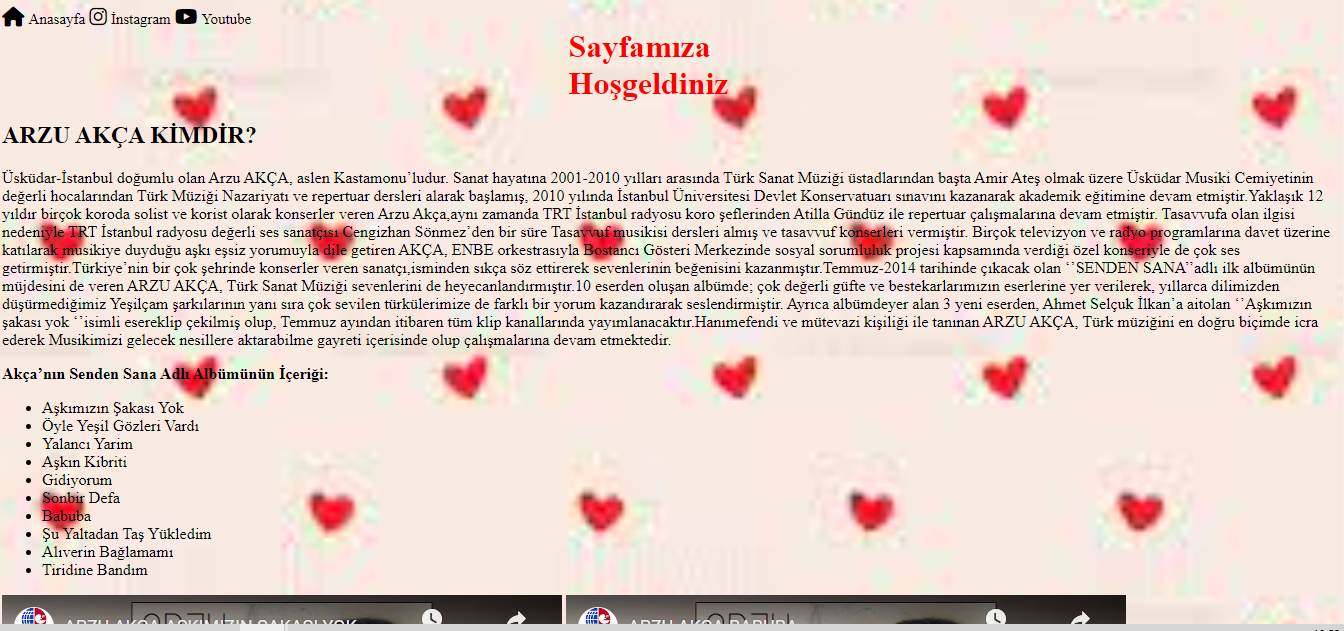 Anasayfa İnstagram Youtube
Sayfamıza
Hoşgeldiniz
ARZU AKÇA KİMDİR?
Üsküdar-İstanbul doğumlu olan Arzu AKÇA, aslen Kastamonu’ludur. Sanat hayatına 2001-2010 yılları arasında Türk Sanat Müziği üstadlarından başta Amir Ateş olmak üzere Üsküdar Musiki Cemiyetinin
değerli hocalarından Türk Müziği Nazariyatı ve repertuar dersleri alarak başlamış, 2010 yılında İstanbul Üniversitesi Devlet Konservatuarı sınavını kazanarak akademik eğitimine devam etmiştir.Yaklaşık 12
yıldır birçok koroda solist ve korist olarak konserler veren Arzu Akça,aynı zamanda TRT İstanbul radyosu koro şeflerinden Atilla Gündüz ile repertuar çalışmalarına devam etmiştir. Tasavvufa olan ilgisi
nedeniyle TRT İstanbul radyosu değerli ses sanatçısı Cengizhan Sönmez’den bir süre Tasavvuf musikisi dersleri almış ve tasavvuf konserleri vermiştir. Birçok televizyon ve radyo programlarına davet üzerine
katılarak musikiye duyduğu aşkı eşsiz yorumuyla dile getiren AKÇA, ENBE orkestrasıyla Bostancı Gösteri Merkezinde sosyal sorumluluk projesi kapsamında verdiği özel konseriyle de çok ses
getirmiştir.Türkiye’nin bir çok şehrinde konserler veren sanatçı,isminden sıkça söz ettirerek sevenlerinin beğenisini kazanmıştır.Temmuz-2014 tarihinde çıkacak olan ‘’SENDEN SANA’’adlı ilk albümünün
müjdesini de veren ARZU AKÇA, Türk Sanat Müziği sevenlerini de heyecanlandırmıştır.10 eserden oluşan albümde; çok değerli güfte ve bestekarlarımızın eserlerine yer verilerek, yıllarca dilimizden
düşürmediğimiz Yeşilçam şarkılarının yanı sıra çok sevilen türkülerimize de farklı bir yorum kazandırarak seslendirmiştir. Ayrıca albümdeyer alan 3 yeni eserden, Ahmet Selçuk İlkan’a aitolan ‘’Aşkımızın
şakası yok ‘’isimli esereklip çekilmiş olup, Temmuz ayından itibaren tüm klip kanallarında yayımlanacaktır.Hanımefendi ve mütevazi kişiliği ile tanınan ARZU AKÇA, Türk müziğini en doğru biçimde icra
ederek Musikimizi gelecek nesillere aktarabilme gayreti içerisinde olup çalışmalarına devam etmektedir.
Akça’nın Senden Sana Adlı Albümünün İçeriği:
Aşkımızın Şakası Yok
Öyle Yeşil Gözleri Vardı
Yalancı Yarim
Aşkın Kibriti
Gidiyorum
Sonbir Defa
Babuba
Şu Yaltadan Taş Yükledim
Alıverin Bağlamamı
Tiridine Bandım
ARZU AKÇA AŞKIMIZIN ŞAKASI YOK ARZU AKÇA BABUBA